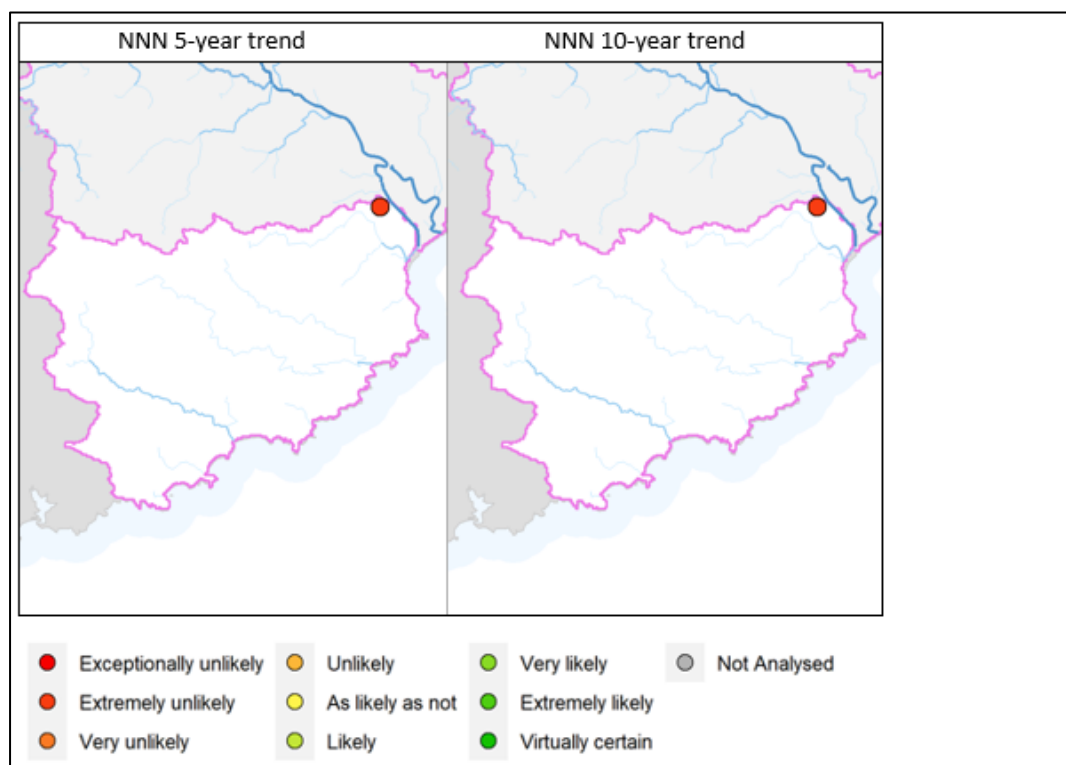 NNN 5-year trend
NNN 10-year trend
Exceptionally unlikely
Unlikely
Very likely
Not Analysed
Extremely unlikely
As likely as not
Extremely likely
Very unlikely
Likely
Virtually certain